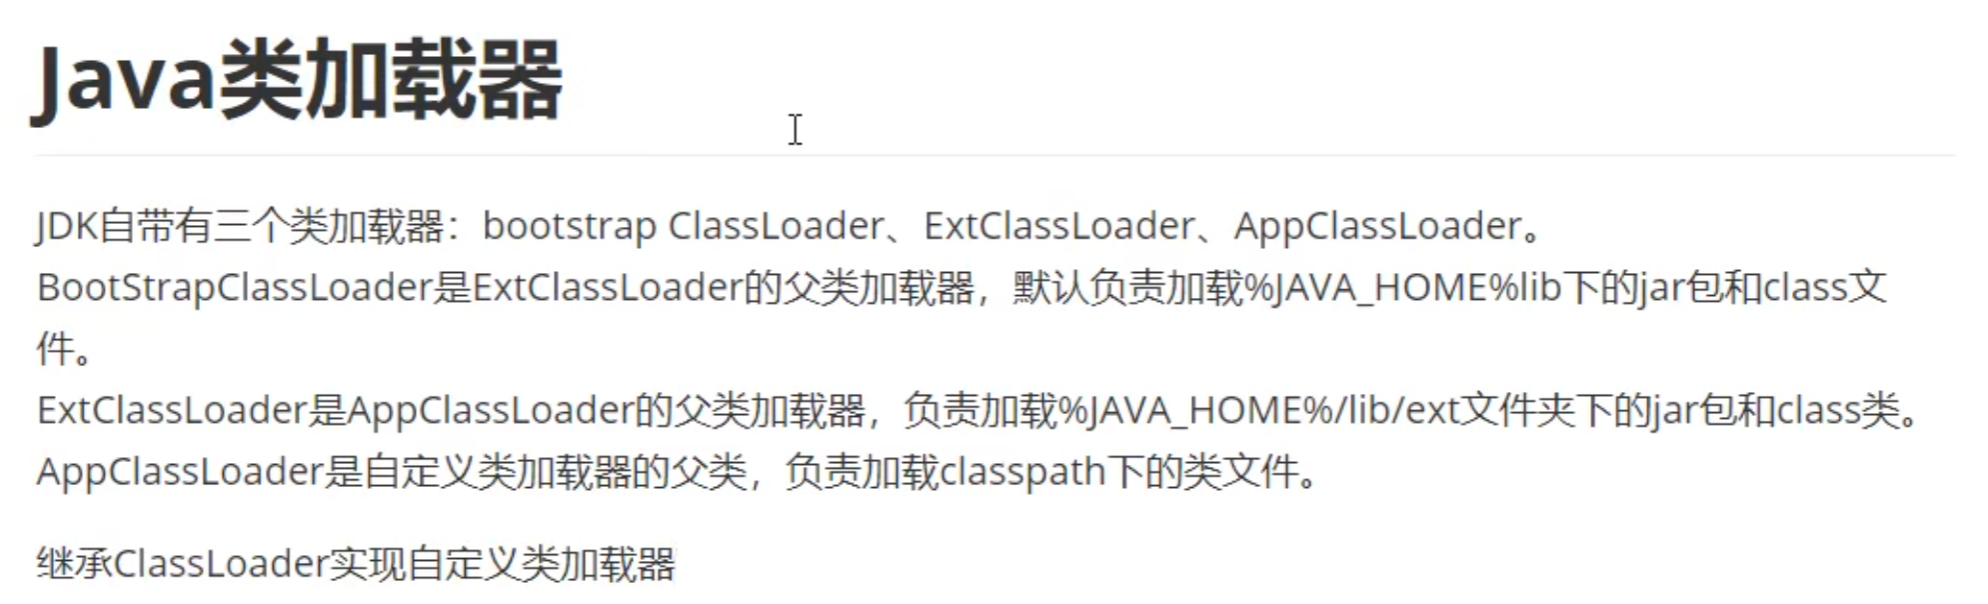 Java类加载器
JDK自带有三个类加载器：bootstrap ClassLoader、ExtClassLoader、AppClassLoader。
BootStrapClassLoader是ExtClassLoader的父类加载器，默认负责加载%JAVA_HOME%lib下的jar包和class文
件。
ExtClassLoader是AppClassLoader的父类加载器，负责加载%JAVA_HOME%/lib/ext文件夹下的jar包和class类。
AppClassLoader是自定义类加载器的父类，负责加载classpath下的类文件。
继承ClassLoader实现自定义类加载器